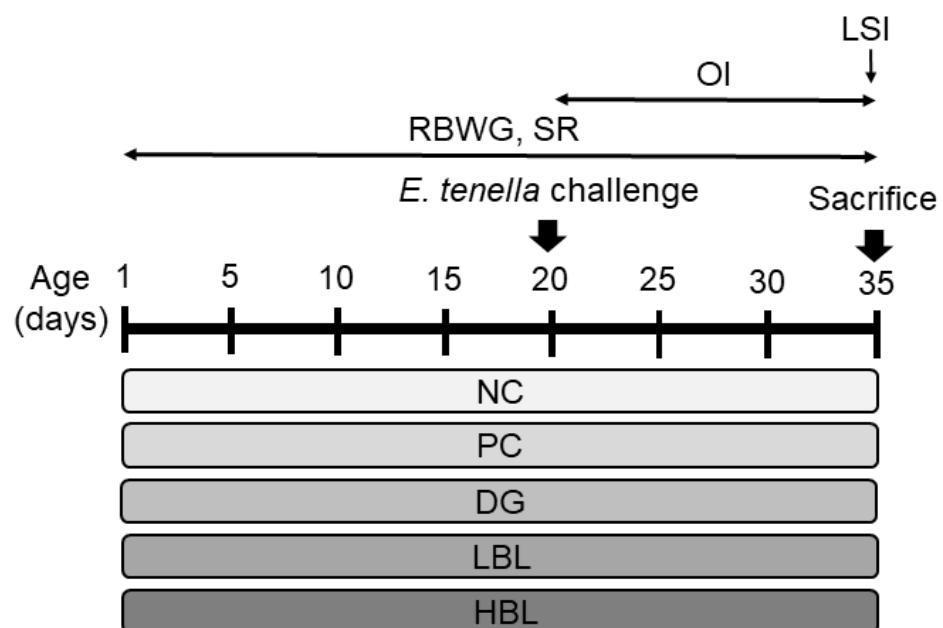 LSI
OI
RBWG, SR
E. tenella challenge
Sacrifice
Age
(days)
1 5 10 15 20 25 30 35
NC
PC
DG
LBL
HBL